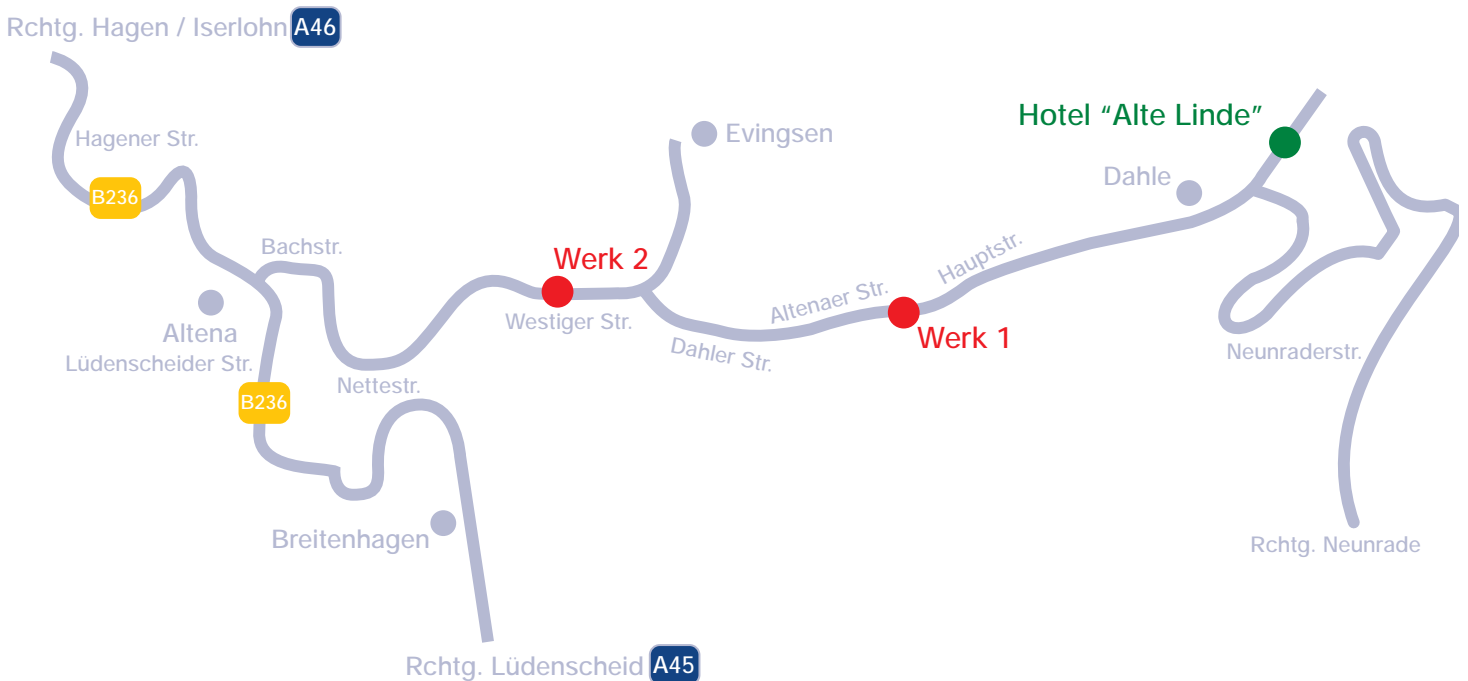 Rchtg. Hagen / Iserlohn A46
Hotel “Alte Linde”
Evingsen
Hagener Str.
Dahle
B236
Bachstr.
Werk 2
Hauptstr.
Altenaer Str.
Altena
Westiger Str.
Werk 1
Lüdenscheider Str.
Dahler Str.
Neunraderstr.
Nettestr.
B236
Breitenhagen
Rchtg. Neunrade
Rchtg. Lüdenscheid A45